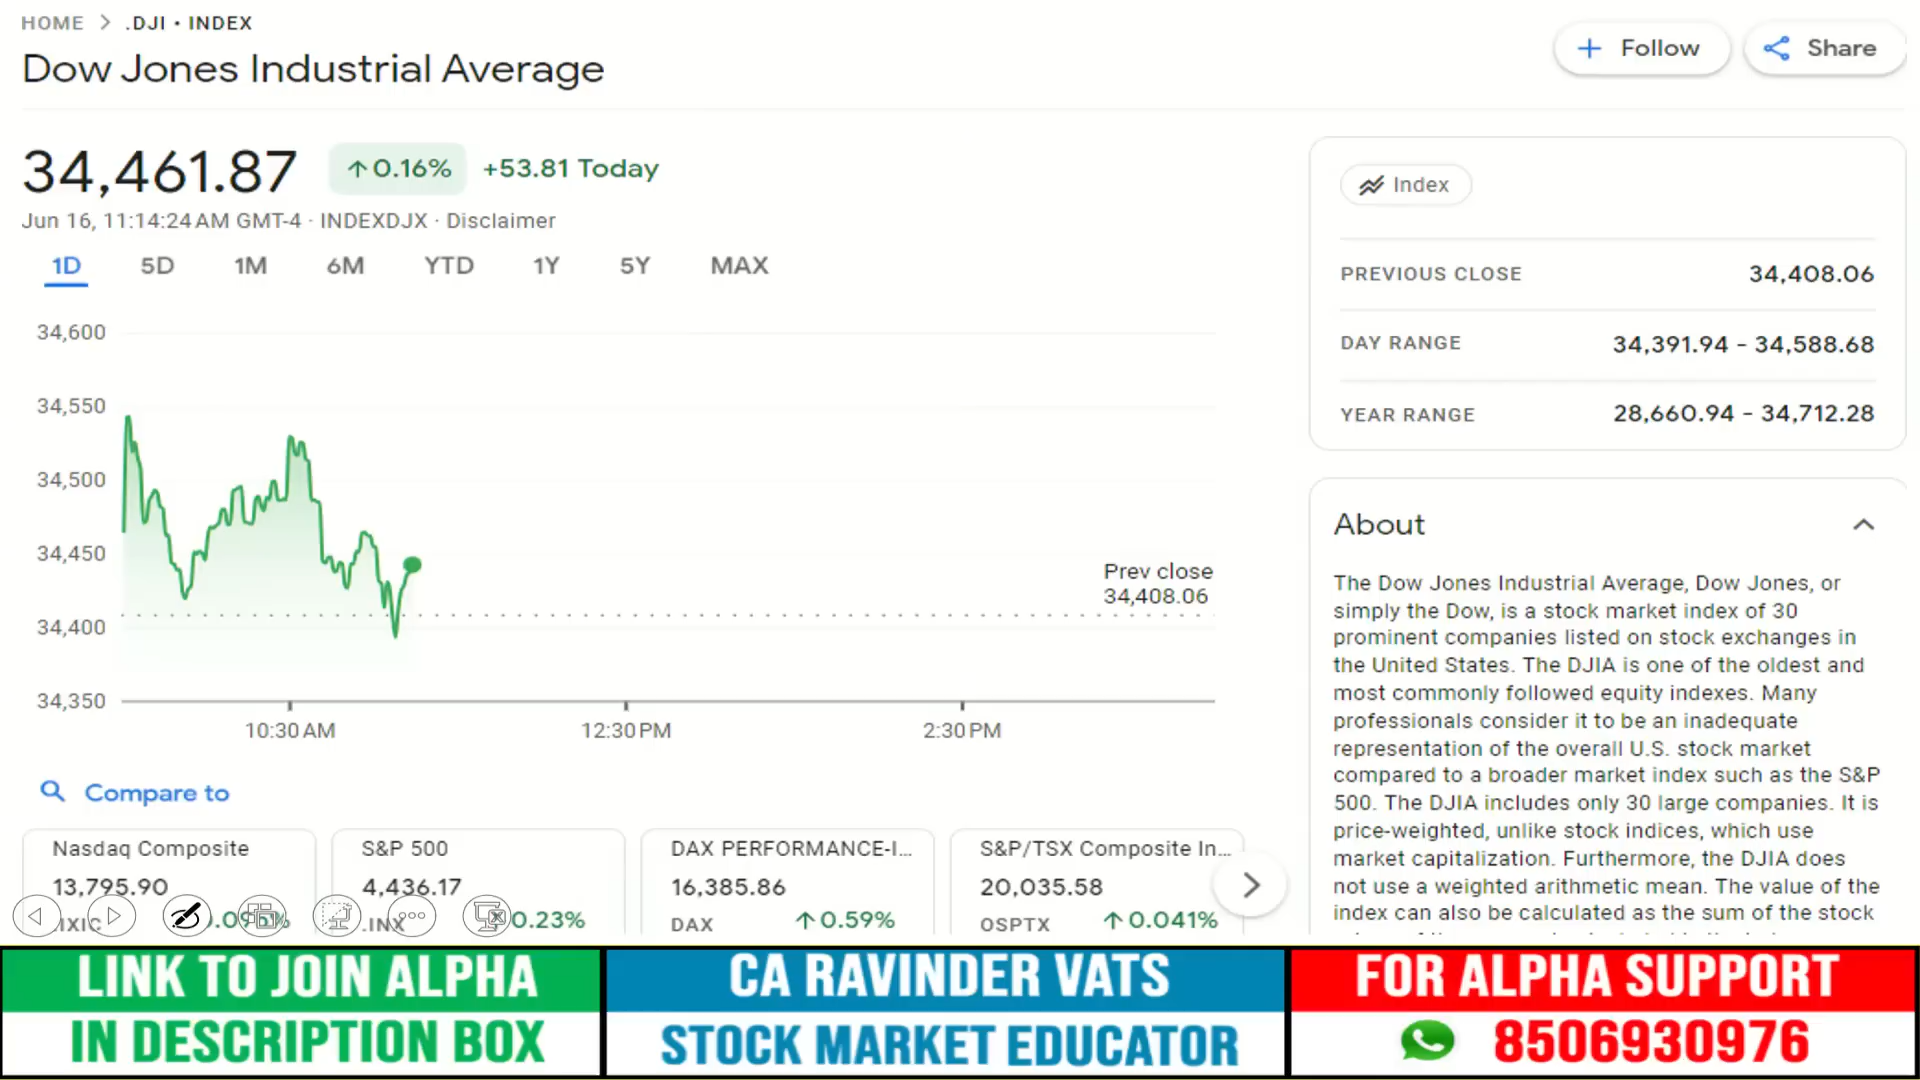 HOME > .DJI • INDEX
Dow Jones Industrial Average
+ Follow
Share
34,461.87
↑0.16%
+53.81 Today
Jun 16, 11:14:24 AM GMT-4 · INDEXDJX · Disclaimer
1D 5D 1M 6M YTD 1Y 5Y MAX
34,600
34,550
34,500
34,450
34,400
34,350
Prev close
34,408.06
10:30 AM 12:30 PM 2:30 PM
Index
PREVIOUS CLOSE 34,408.06
DAY RANGE 34,391.94 - 34,588.68
YEAR RANGE 28,660.94 - 34,712.28
About
The Dow Jones Industrial Average, Dow Jones, or
simply the Dow, is a stock market index of 30
prominent companies listed on stock exchanges in
the United States. The DJIA is one of the oldest and
most commonly followed equity indexes. Many
professionals consider it to be an inadequate
representation of the overall U.S. stock market
compared to a broader market index such as the S&P
500. The DJIA includes only 30 large companies. It is
price-weighted, unlike stock indices, which use
market capitalization. Furthermore, the DJIA does
not use a weighted arithmetic mean. The value of the
index can also be calculated as the sum of the stock
Compare to
Nasdaq Composite
13,795.90
S&P 500
4,436.17
.INX 0.23%
DAX PERFORMANCE-I...
16,385.86
DAX ↑0.59%
S&P/TSX Composite In...
20,035.58
OSPTX ↑0.041%
LINK TO JOIN ALPHA
IN DESCRIPTION BOX
CA RAVINDER VATS
STOCK MARKET EDUCATOR
FOR ALPHA SUPPORT
8506930976